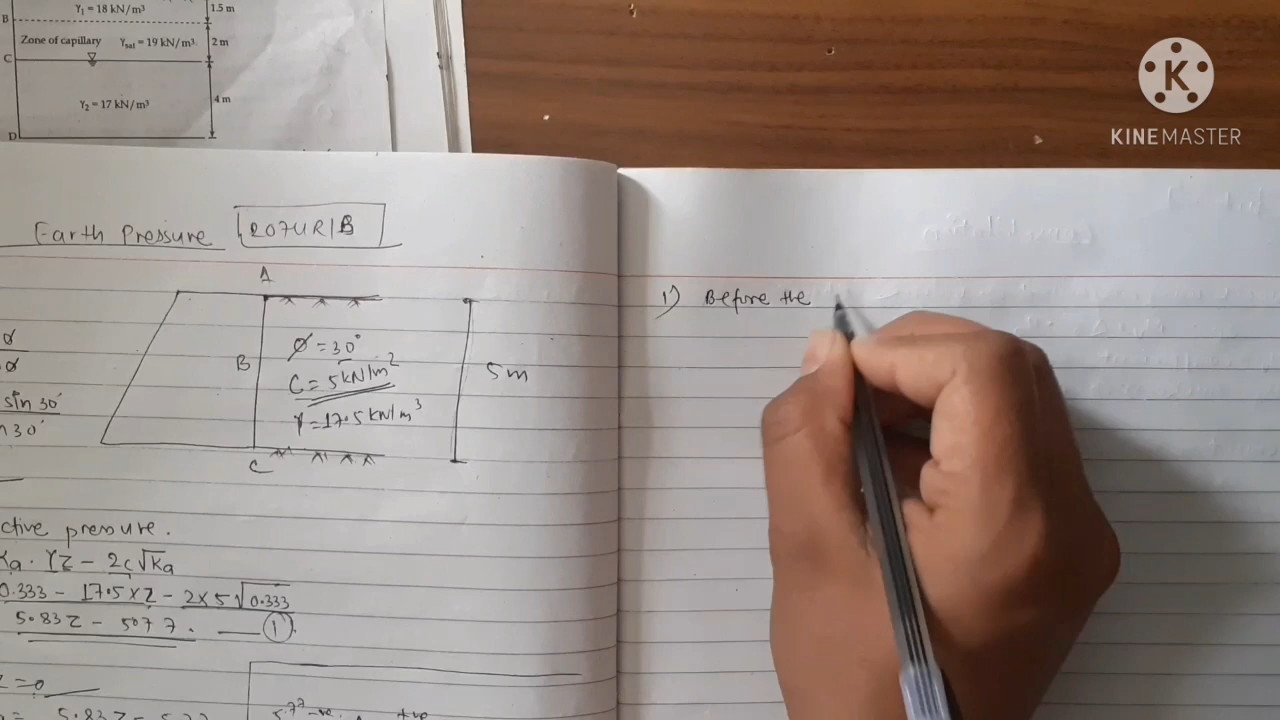 γ₁ = 18 kN/m³
1.5 m
B
Zone of capillary γsat = 19 kN/m³
2 m
C
γ₂ = 17 kN/m³
4 m
D
K
KINEMASTER
Earth Pressure
A
B
Ø = 30°
C = 5 kN/m²
γ = 17.5 kN/m³
5m
C
sin 30°
n 30°
ctive pressure.
Ka. γz - 2c√Ka
0.333 - 17.5 x z - 2 x 5 √0.333
5.83 z - 5.77. ——①
z = 0
1) Before the